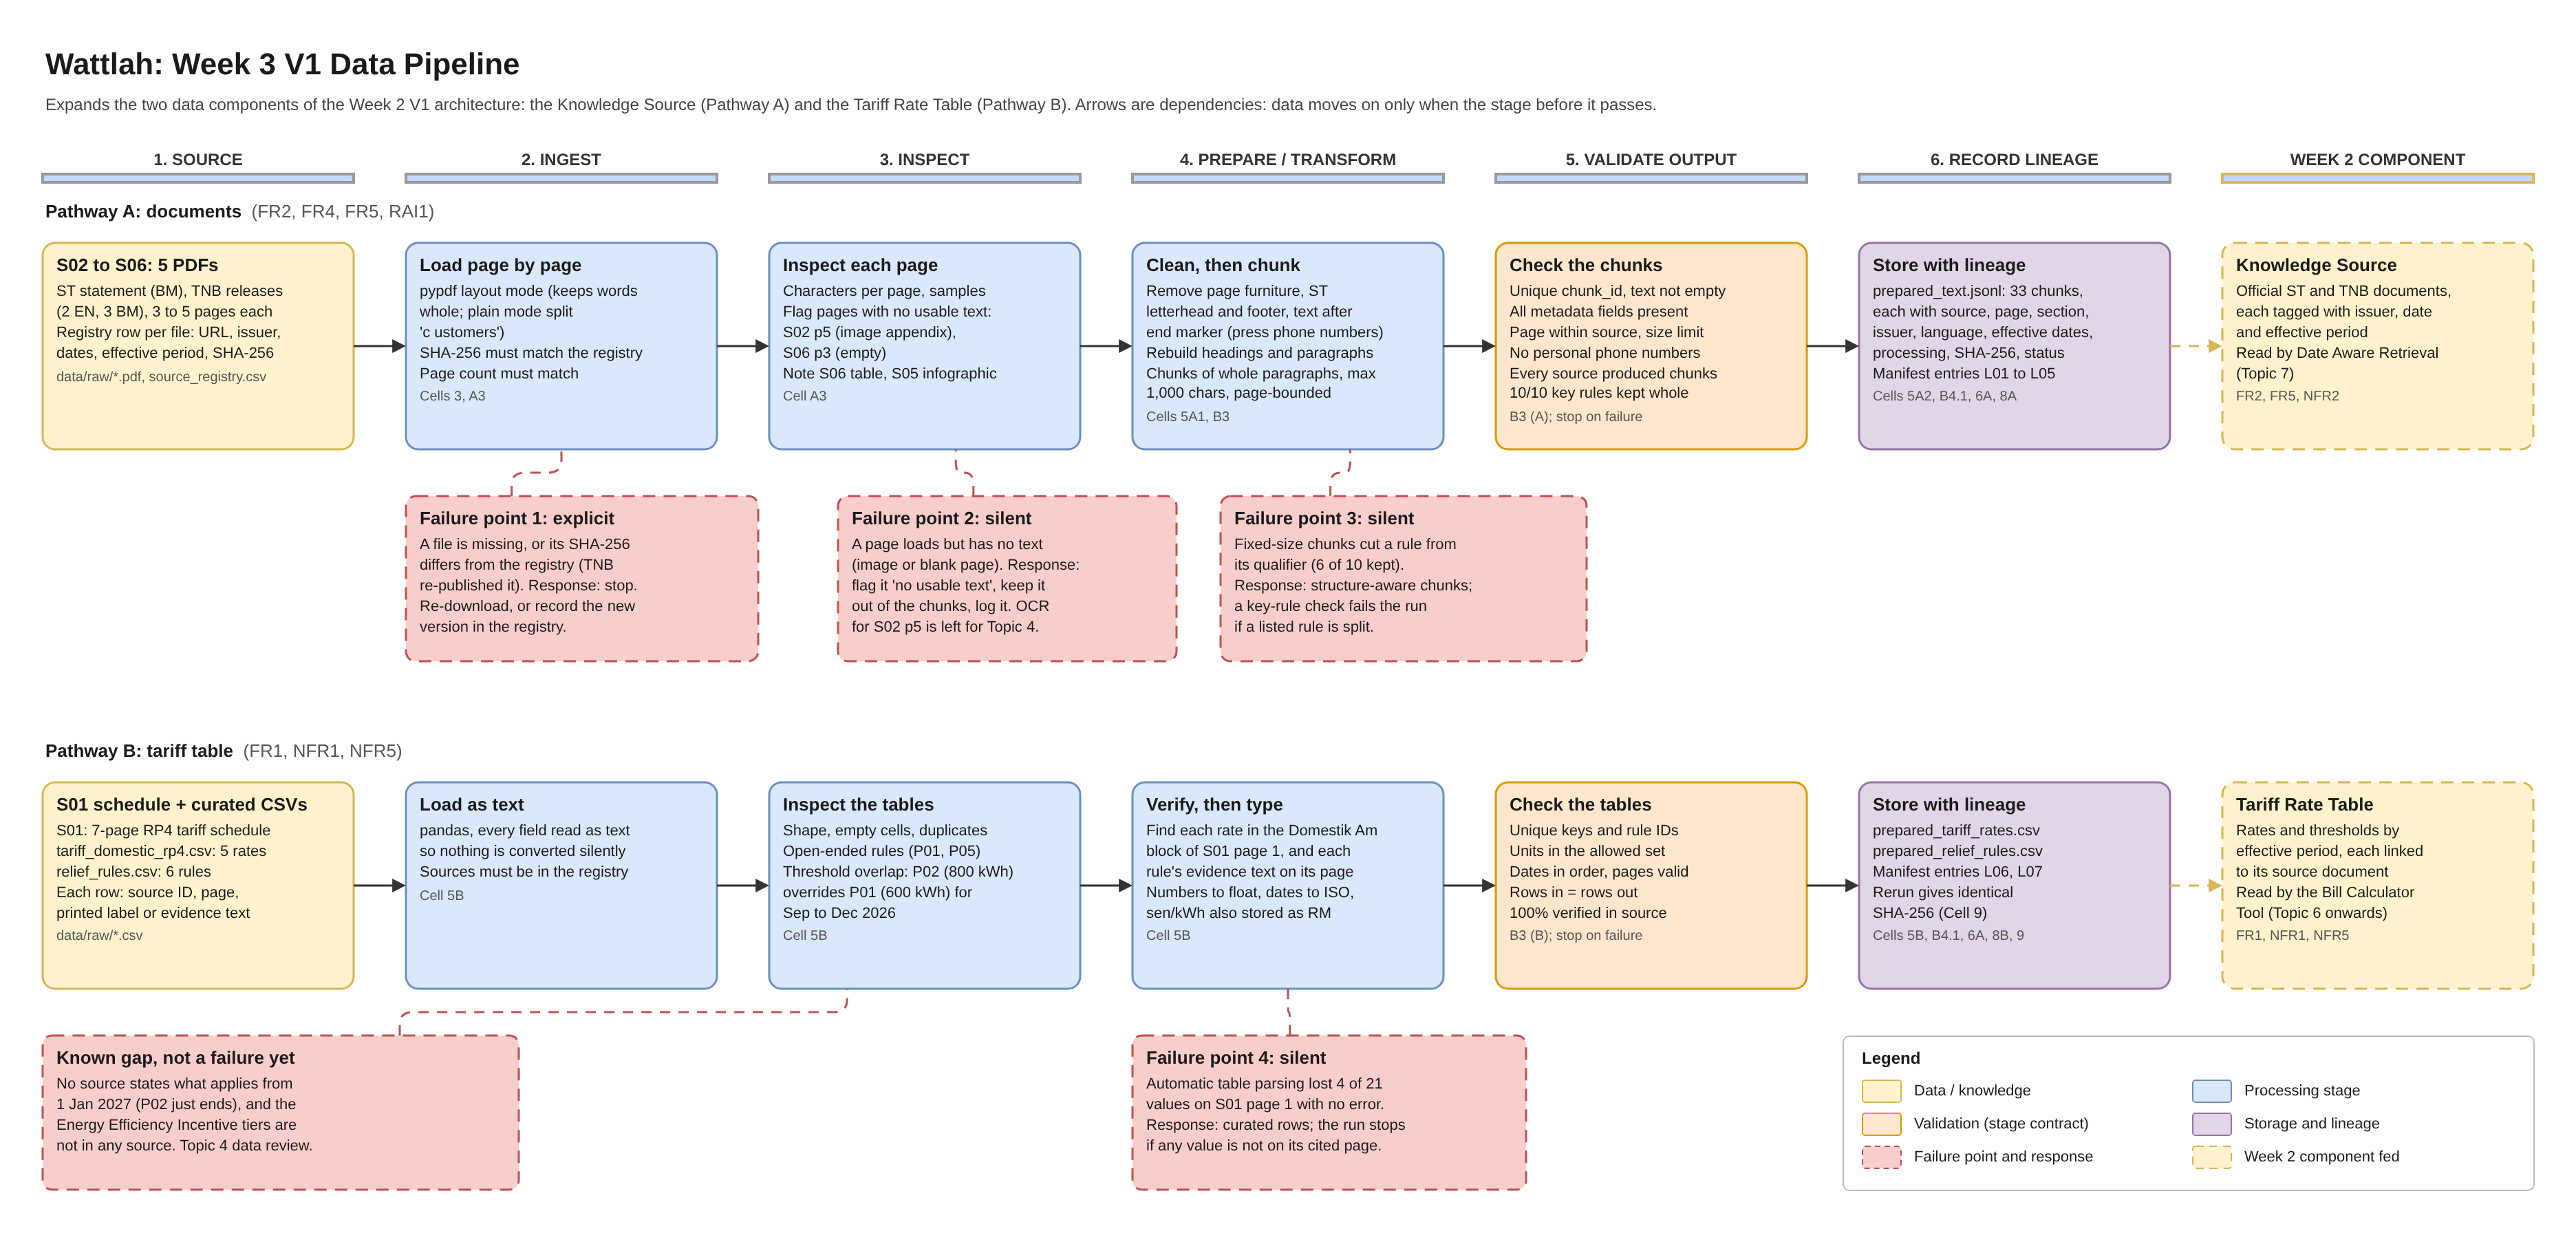 Wattlah: Week 3 V1 Data Pipeline
Expands the two data components of the Week 2 V1 architecture: the Knowledge Source (Pathway A) and the Tariff Rate Table (Pathway B). Arrows are dependencies: data moves on only when the stage before it passes.
1. SOURCE
2. INGEST
3. INSPECT
4. PREPARE / TRANSFORM
5. VALIDATE OUTPUT
6. RECORD LINEAGE
WEEK 2 COMPONENT
Pathway A: documents (FR2, FR4, FR5, RAI1)
S02 to S06: 5 PDFs
ST statement (BM), TNB releases
(2 EN, 3 BM), 3 to 5 pages each
Registry row per file: URL, issuer,
dates, effective period, SHA-256
data/raw/*.pdf, source_registry.csv
Load page by page
pypdf layout mode (keeps words
whole; plain mode split
'c ustomers')
SHA-256 must match the registry
Page count must match
Cells 3, A3
Inspect each page
Characters per page, samples
Flag pages with no usable text:
S02 p5 (image appendix),
S06 p3 (empty)
Note S06 table, S05 infographic
Cell A3
Clean, then chunk
Remove page furniture, ST
letterhead and footer, text after
end marker (press phone numbers)
Rebuild headings and paragraphs
Chunks of whole paragraphs, max
1,000 chars, page-bounded
Cells 5A1, B3
Check the chunks
Unique chunk_id, text not empty
All metadata fields present
Page within source, size limit
No personal phone numbers
Every source produced chunks
10/10 key rules kept whole
B3 (A); stop on failure
Store with lineage
prepared_text.jsonl: 33 chunks,
each with source, page, section,
issuer, language, effective dates,
processing, SHA-256, status
Manifest entries L01 to L05
Cells 5A2, B4.1, 6A, 8A
Knowledge Source
Official ST and TNB documents,
each tagged with issuer, date
and effective period
Read by Date Aware Retrieval
(Topic 7)
FR2, FR5, NFR2
Failure point 1: explicit
A file is missing, or its SHA-256
differs from the registry (TNB
re-published it). Response: stop.
Re-download, or record the new
version in the registry.
Failure point 2: silent
A page loads but has no text
(image or blank page). Response:
flag it 'no usable text', keep it
out of the chunks, log it. OCR
for S02 p5 is left for Topic 4.
Failure point 3: silent
Fixed-size chunks cut a rule from
its qualifier (6 of 10 kept).
Response: structure-aware chunks;
a key-rule check fails the run
if a listed rule is split.
Pathway B: tariff table (FR1, NFR1, NFR5)
S01 schedule + curated CSVs
S01: 7-page RP4 tariff schedule
tariff_domestic_rp4.csv: 5 rates
relief_rules.csv: 6 rules
Each row: source ID, page,
printed label or evidence text
data/raw/*.csv
Load as text
pandas, every field read as text
so nothing is converted silently
Sources must be in the registry
Cell 5B
Inspect the tables
Shape, empty cells, duplicates
Open-ended rules (P01, P05)
Threshold overlap: P02 (800 kWh)
overrides P01 (600 kWh) for
Sep to Dec 2026
Cell 5B
Verify, then type
Find each rate in the Domestik Am
block of S01 page 1, and each
rule's evidence text on its page
Numbers to float, dates to ISO,
sen/kWh also stored as RM
Cell 5B
Check the tables
Unique keys and rule IDs
Units in the allowed set
Dates in order, pages valid
Rows in = rows out
100% verified in source
B3 (B); stop on failure
Store with lineage
prepared_tariff_rates.csv
prepared_relief_rules.csv
Manifest entries L06, L07
Rerun gives identical
SHA-256 (Cell 9)
Cells 5B, B4.1, 6A, 8B, 9
Tariff Rate Table
Rates and thresholds by
effective period, each linked
to its source document
Read by the Bill Calculator
Tool (Topic 6 onwards)
FR1, NFR1, NFR5
Known gap, not a failure yet
No source states what applies from
1 Jan 2027 (P02 just ends), and the
Energy Efficiency Incentive tiers are
not in any source. Topic 4 data review.
Failure point 4: silent
Automatic table parsing lost 4 of 21
values on S01 page 1 with no error.
Response: curated rows; the run stops
if any value is not on its cited page.
Legend
Data / knowledge
Processing stage
Validation (stage contract)
Storage and lineage
Failure point and response
Week 2 component fed